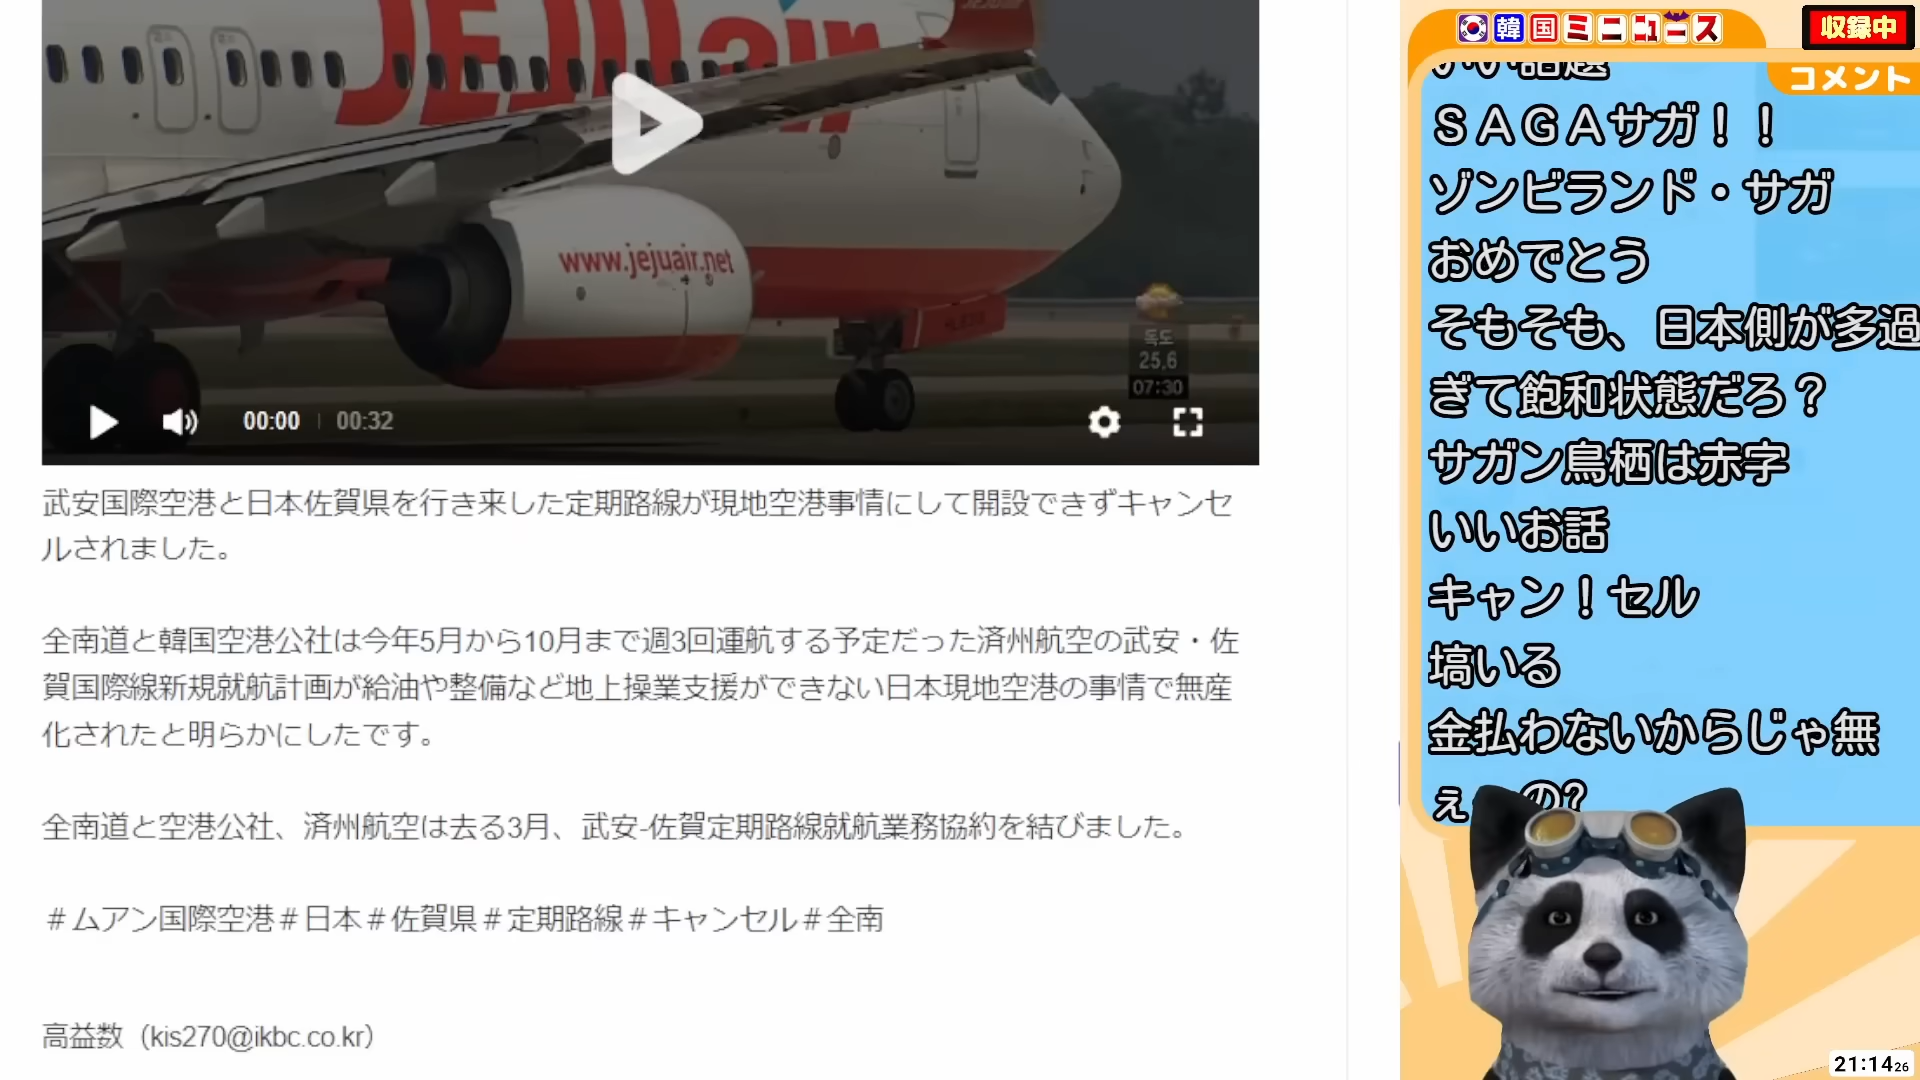 JEJUair
www.jejuair.net
독도
25.6
07:30
00:00 | 00:32
武安国際空港と日本佐賀県を行き来した定期路線が現地空港事情にして開設できずキャンセ
ルされました。
全南道と韓国空港公社は今年5月から10月まで週3回運航する予定だった済州航空の武安・佐
賀国際線新規就航計画が給油や整備など地上操業支援ができない日本現地空港の事情で無産
化されたと明らかにしたです。
全南道と空港公社、済州航空は去る3月、武安-佐賀定期路線就航業務協約を結びました。
＃ムアン国際空港＃日本＃佐賀県＃定期路線＃キャンセル＃全南
高益数（kis270@ikbc.co.kr）
韓国ミニニュース
収録中
コメント
いい話題
ＳＡＧＡサガ！！
ゾンビランド・サガ
おめでとう
そもそも、日本側が多過
ぎて飽和状態だろ？
サガン鳥栖は赤字
いいお話
キャン！セル
塙いる
金払わないからじゃ無
ぇの?
21:14 26